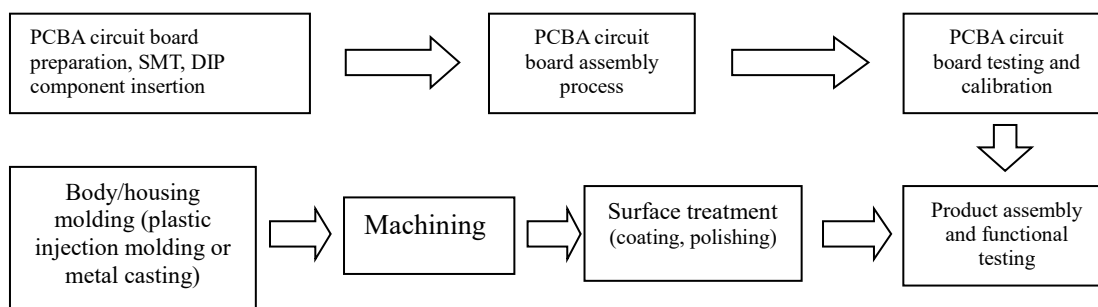 PCBA circuit board
preparation, SMT, DIP
component insertion
PCBA circuit
board assembly
process
PCBA circuit
board testing and
calibration
Body/housing
molding (plastic
injection molding or
metal casting)
Machining
Surface treatment
(coating, polishing)
Product assembly
and functional
testing